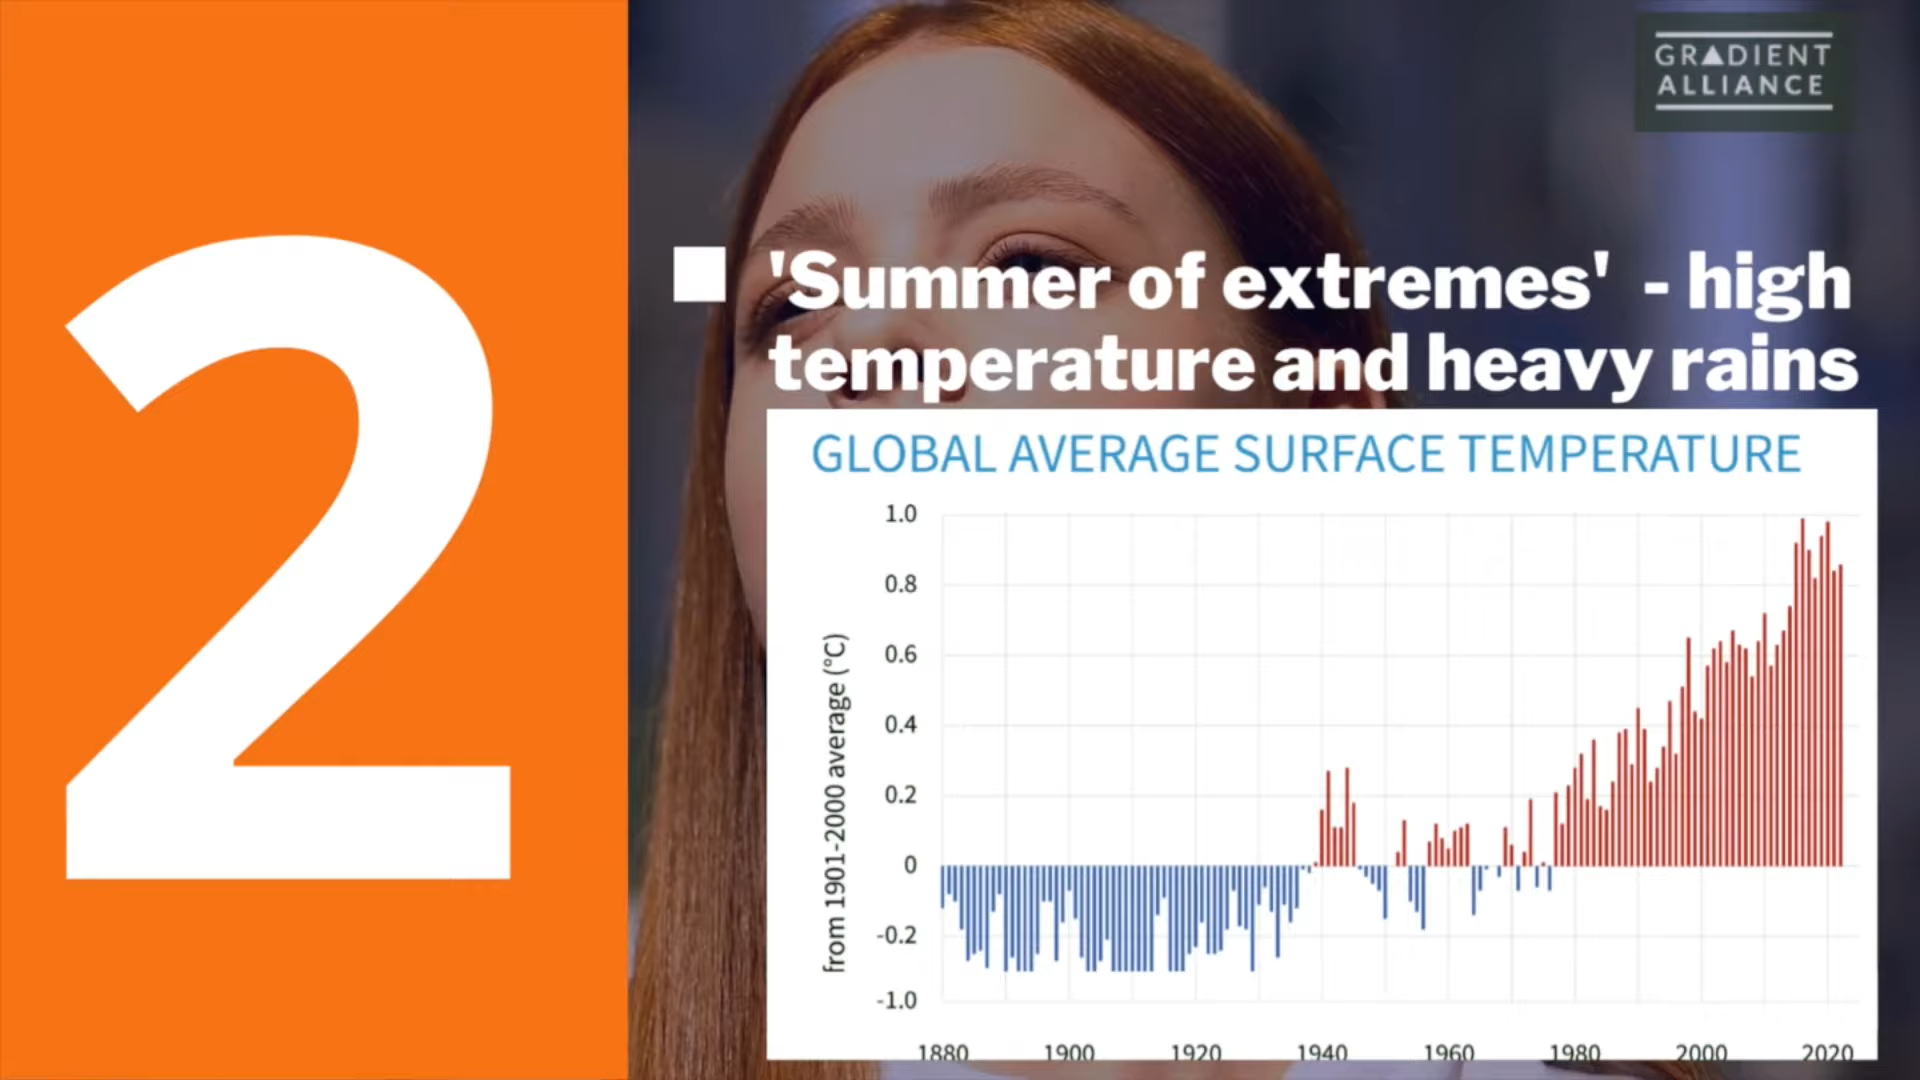 2
GRADIENT
ALLIANCE
'Summer of extremes' - high
temperature and heavy rains
GLOBAL AVERAGE SURFACE TEMPERATURE
from 1901-2000 average (°C)
1.0
0.8
0.6
0.4
0.2
0
-0.2
-1.0
1880 1900 1920 1940 1960 1980 2000 2020